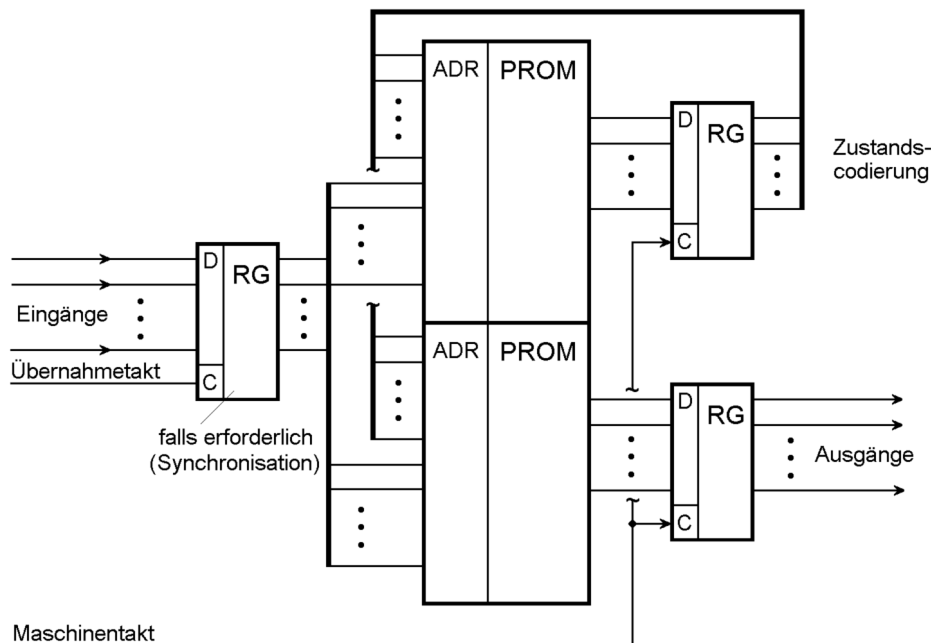 ADR PROM
D RG
Zustands-
codierung
C
D RG
Eingänge
Übernahmetakt
C
ADR PROM
falls erforderlich
(Synchronisation)
D RG
Ausgänge
C
Maschinentakt